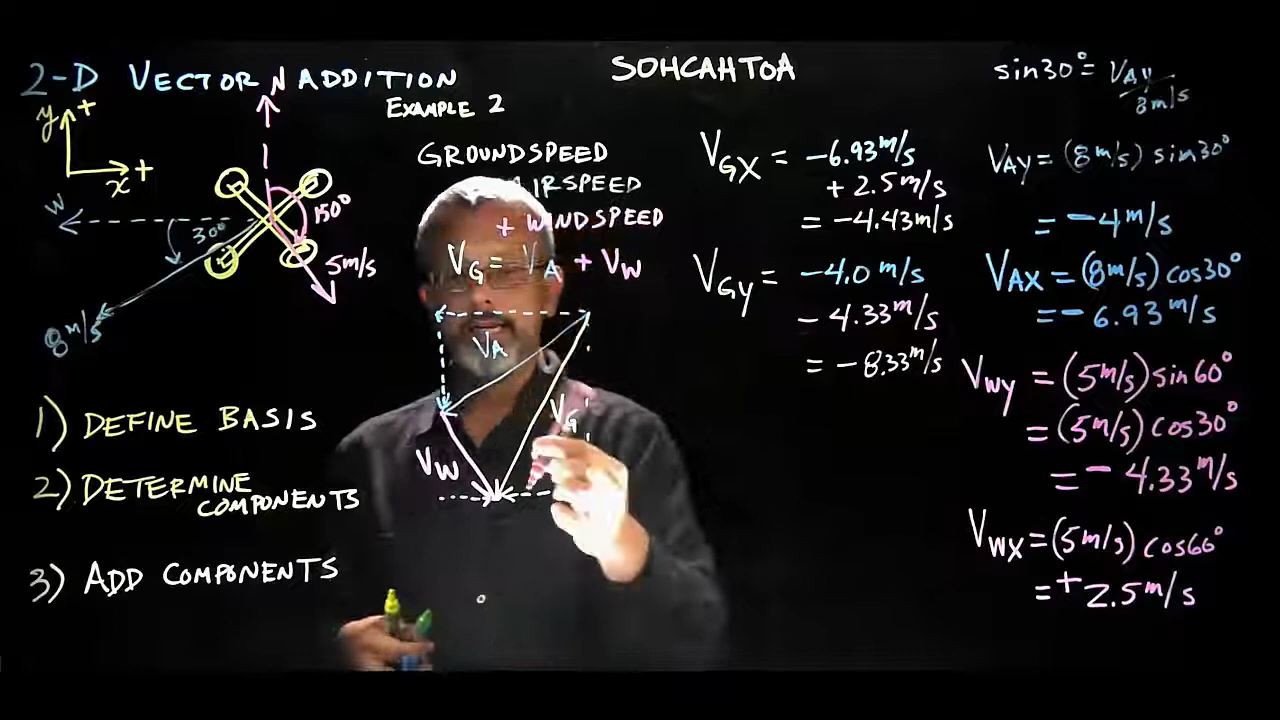 2-D VECTOR ADDITION
N
EXAMPLE 2
y +
x +
W
30°
150°
5m/s
8m/s
1) DEFINE BASIS
2) DETERMINE
COMPONENTS
3) ADD COMPONENTS
SOHCAHTOA
GROUNDSPEED
AIRSPEED
+ WINDSPEED
VG = VA + VW
VA
VG
VW
VGX = -6.93m/s
+ 2.5m/s
= -4.43m/s
VGy = -4.0 m/s
- 4.33m/s
= -8.33m/s
sin30° = VAy/8m/s
VAY = (8m/s) sin30°
= -4m/s
VAX = (8m/s) cos30°
= -6.93m/s
VWy = (5m/s) sin60°
= (5m/s) cos30°
= - 4.33m/s
VWX = (5m/s) cos60°
= +2.5m/s